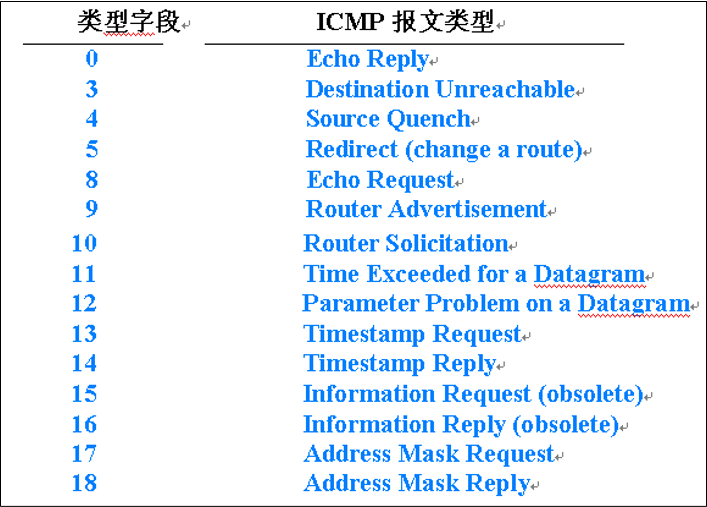 类型字段 ICMP 报文类型
0 Echo Reply
3 Destination Unreachable
4 Source Quench
5 Redirect (change a route)
8 Echo Request
9 Router Advertisement
10 Router Solicitation
11 Time Exceeded for a Datagram
12 Parameter Problem on a Datagram
13 Timestamp Request
14 Timestamp Reply
15 Information Request (obsolete)
16 Information Reply (obsolete)
17 Address Mask Request
18 Address Mask Reply